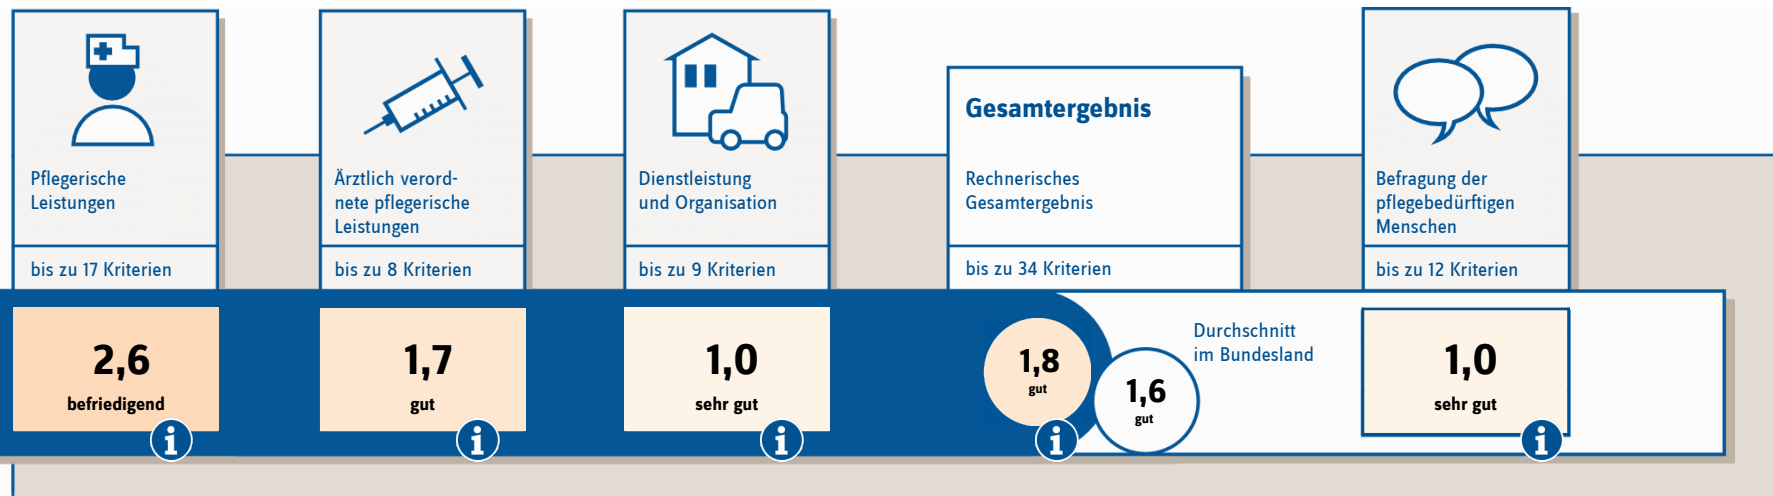 Pflegerische
Leistungen
bis zu 17 Kriterien
2,6
befriedigend
i
Ärztlich verord-
nete pflegerische
Leistungen
bis zu 8 Kriterien
1,7
gut
i
Dienstleistung
und Organisation
bis zu 9 Kriterien
1,0
sehr gut
i
Gesamtergebnis
Rechnerisches
Gesamtergebnis
bis zu 34 Kriterien
1,8
gut
i
1,6
gut
Durchschnitt
im Bundesland
Befragung der
pflegebedürftigen
Menschen
bis zu 12 Kriterien
1,0
sehr gut
i